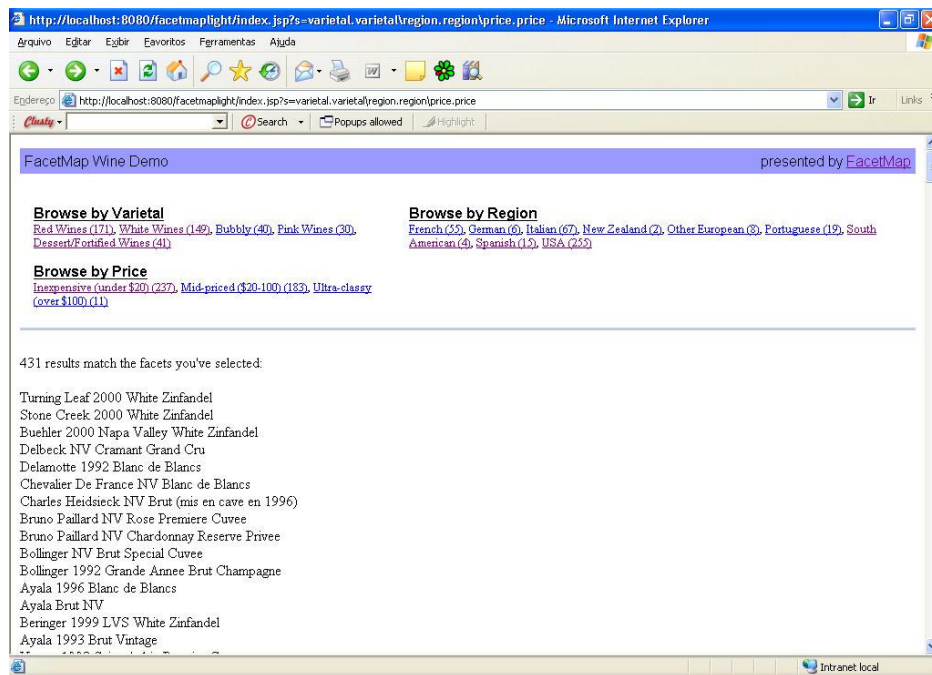 http://localhost:8080/facetmaplight/index.jsp?s=varietal.varietal\region.region\price.price - Microsoft Internet Explorer
Arquivo Editar Exibir Favoritos Ferramentas Ajuda
Endereço http://localhost:8080/facetmaplight/index.jsp?s=varietal.varietal\region.region\price.price Ir Links
Clusty Search Popups allowed Highlight
FacetMap Wine Demo presented by FacetMap
Browse by Varietal
Red Wines (171), White Wines (149), Bubbly (40), Pink Wines (30),
Dessert/Fortified Wines (41)
Browse by Region
French (55), German (6), Italian (67), New Zealand (2), Other European (8), Portuguese (19), South
American (4), Spanish (15), USA (255)
Browse by Price
Inexpensive (under $20) (237), Mid-priced ($20-100) (183), Ultra-classy
(over $100) (11)
431 results match the facets you've selected:
Turning Leaf 2000 White Zinfandel
Stone Creek 2000 White Zinfandel
Buehler 2000 Napa Valley White Zinfandel
Delbeck NV Cramant Grand Cru
Delamotte 1992 Blanc de Blancs
Chevalier De France NV Blanc de Blancs
Charles Heidsieck NV Brut (mis en cave en 1996)
Bruno Paillard NV Rose Premiere Cuvee
Bruno Paillard NV Chardonnay Reserve Privee
Bollinger NV Brut Special Cuvee
Bollinger 1992 Grande Annee Brut Champagne
Ayala 1996 Blanc de Blancs
Ayala Brut NV
Beringer 1999 LVS White Zinfandel
Ayala 1993 Brut Vintage
Intranet local